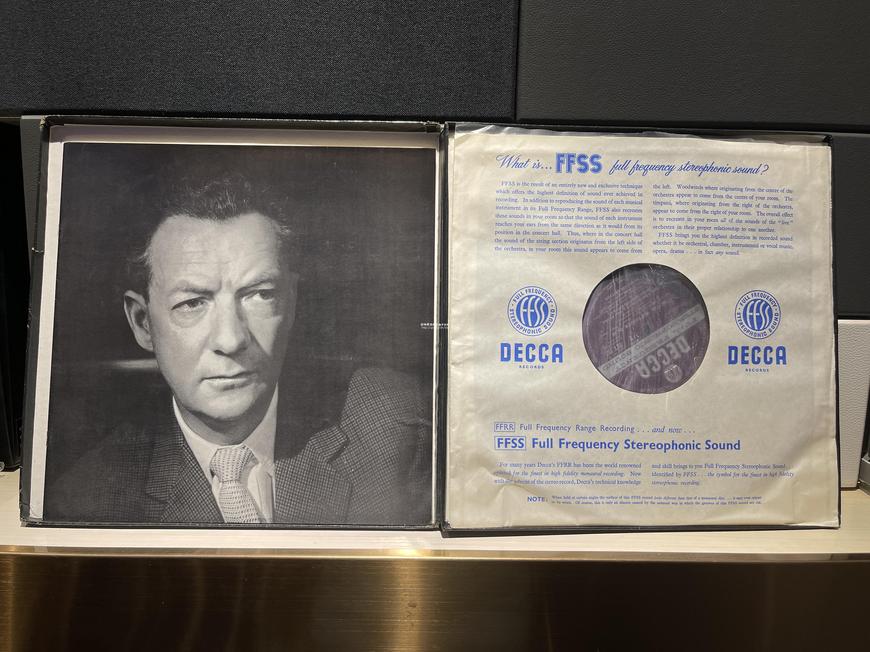 What is... FFSS full frequency stereophonic sound?
FFSS is the result of an entirely new and exclusive technique
which offers the highest definition of sound ever achieved in
recording. In addition to reproducing the sound of each musical
instrument in its Full Frequency Range, FFSS also recreates
these sounds in your room so that the sound of each instrument
reaches your ears from the same direction as it would from its
position in the concert hall. Thus, where in the concert hall
the sound of the string section originates from the left side of
the orchestra, in your room this sound appears to come from
the left. Woodwinds where originating from the centre of the
orchestra appear to come from the centre of your room. The
timpani, where originating from the right of the orchestra,
appear to come from the right of your room. The overall effect
is to recreate in your room all of the sounds of the "live"
orchestra in their proper relationship to one another.
FFSS brings you the highest definition in recorded sound
whether it be orchestral, chamber, instrumental or vocal music,
opera, drama . . . in fact any sound.
FULL FREQUENCY
FFSS
STEREOPHONIC SOUND
DECCA
RECORDS
DECCA
FULL FREQUENCY
FFSS
STEREOPHONIC SOUND
DECCA
RECORDS
FFRR Full Frequency Range Recording . . . and now . . .
FFSS Full Frequency Stereophonic Sound
For many years Decca's FFRR has been the world renowned
symbol for the finest in high fidelity monaural recording. Now
with the advent of the stereo record, Decca's technical knowledge
and skill brings to you Full Frequency Stereophonic Sound
identified by FFSS . . . the symbol for the finest in high fidelity
stereophonic recording.
NOTE: